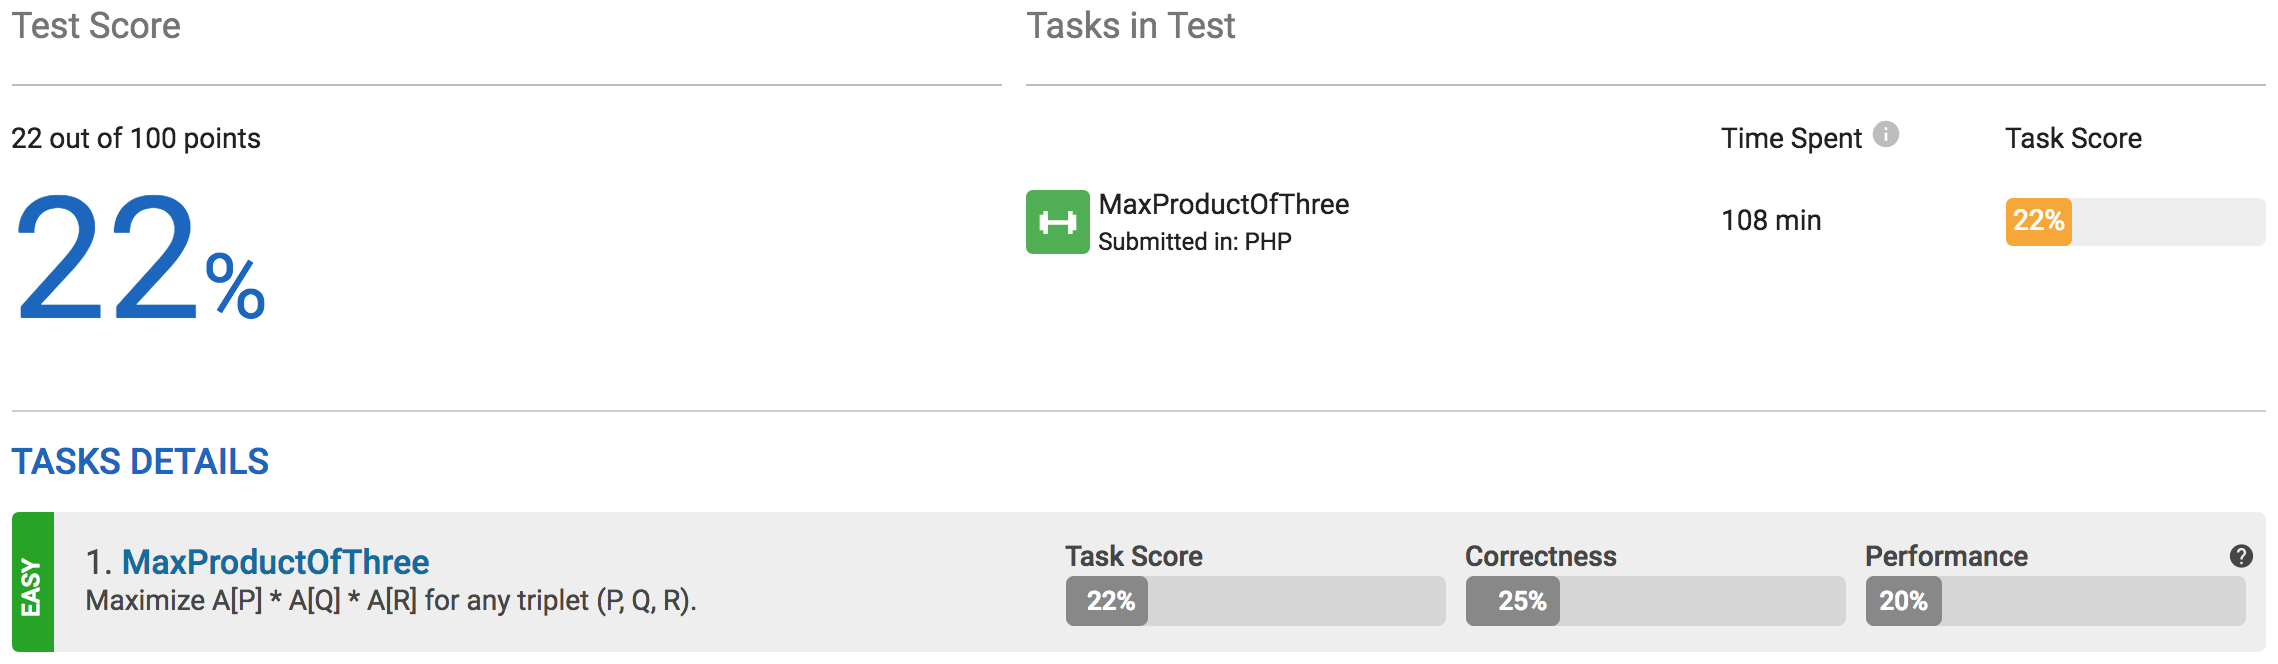 Test Score
Tasks in Test
22 out of 100 points
22%
Time Spent
Task Score
MaxProductOfThree
Submitted in: PHP
108 min
22%
TASKS DETAILS
EASY
1. MaxProductOfThree
Maximize A[P] * A[Q] * A[R] for any triplet (P, Q, R).
Task Score
22%
Correctness
25%
Performance
20%